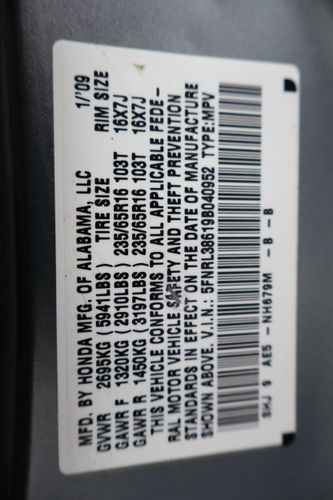 MFD. BY HONDA MFG. OF ALABAMA, LLC 1/'09
GVWR 2695KG (5941LBS) TIRE SIZE RIM SIZE
GAWR F 1320KG (2910LBS) 235/65R16 103T 16X7J
GAWR R 1450KG (3197LBS) 235/65R16 103T 16X7J
THIS VEHICLE CONFORMS TO ALL APPLICABLE FEDE-
RAL MOTOR VEHICLE SAFETY AND THEFT PREVENTION
STANDARDS IN EFFECT ON THE DATE OF MANUFACTURE
SHOWN ABOVE. V.I.N.: 5FNRL38619B040952 TYPE:MPV
SHJ 9 AE5 - NH679M - B - B